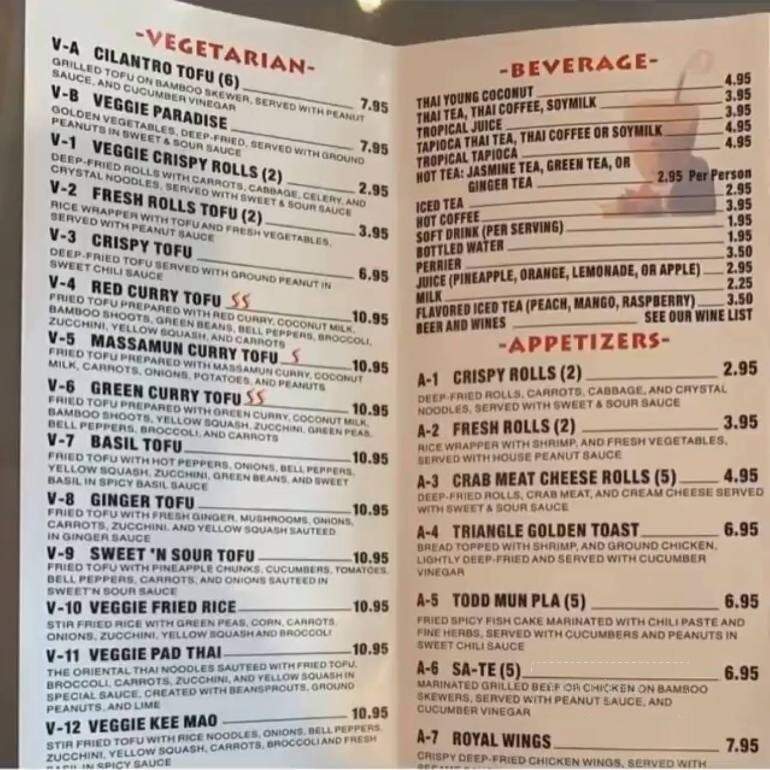 -VEGETARIAN-
V-A CILANTRO TOFU (6) 7.95
GRILLED TOFU ON BAMBOO SKEWER, SERVED WITH PEANUT
SAUCE, AND CUCUMBER VINEGAR
V-B VEGGIE PARADISE 7.95
GOLDEN VEGETABLES, DEEP-FRIED, SERVED WITH GROUND
PEANUTS IN SWEET & SOUR SAUCE
V-1 VEGGIE CRISPY ROLLS (2) 2.95
DEEP-FRIED ROLLS WITH CARROTS, CABBAGE, CELERY, AND
CRYSTAL NOODLES, SERVED WITH SWEET & SOUR SAUCE
V-2 FRESH ROLLS TOFU (2) 3.95
RICE WRAPPER WITH TOFU AND FRESH VEGETABLES,
SERVED WITH PEANUT SAUCE
V-3 CRISPY TOFU 6.95
DEEP-FRIED TOFU SERVED WITH GROUND PEANUT IN
SWEET CHILI SAUCE
V-4 RED CURRY TOFU 10.95
FRIED TOFU PREPARED WITH RED CURRY, COCONUT MILK,
BAMBOO SHOOTS, GREEN BEANS, BELL PEPPERS, BROCCOLI,
ZUCCHINI, YELLOW SQUASH, AND CARROTS
V-5 MASSAMUN CURRY TOFU 10.95
FRIED TOFU PREPARED WITH MASSAMUN CURRY, COCONUT
MILK, CARROTS, ONIONS, POTATOES, AND PEANUTS
V-6 GREEN CURRY TOFU 10.95
FRIED TOFU PREPARED WITH GREEN CURRY, COCONUT MILK,
BAMBOO SHOOTS, YELLOW SQUASH, ZUCCHINI, GREEN PEAS,
BELL PEPPERS, BROCCOLI, AND CARROTS
V-7 BASIL TOFU 10.95
FRIED TOFU WITH HOT PEPPERS, ONIONS, BELL PEPPERS,
YELLOW SQUASH, ZUCCHINI, GREEN BEANS, AND SWEET
BASIL IN SPICY BASIL SAUCE
V-8 GINGER TOFU 10.95
FRIED TOFU WITH FRESH GINGER, MUSHROOMS, ONIONS,
CARROTS, ZUCCHINI, AND YELLOW SQUASH SAUTEED
IN GINGER SAUCE
V-9 SWEET 'N SOUR TOFU 10.95
FRIED TOFU WITH PINEAPPLE CHUNKS, CUCUMBERS, TOMATOES,
BELL PEPPERS, CARROTS, AND ONIONS SAUTEED IN
SWEET'N SOUR SAUCE
V-10 VEGGIE FRIED RICE 10.95
STIR FRIED RICE WITH GREEN PEAS, CORN, CARROTS,
ONIONS, ZUCCHINI, YELLOW SQUASH AND BROCCOLI
V-11 VEGGIE PAD THAI 10.95
THE ORIENTAL THAI NOODLES SAUTEED WITH FRIED TOFU,
BROCCOLI, CARROTS, ZUCCHINI, AND YELLOW SQUASH IN
SPECIAL SAUCE, CREATED WITH BEANSPROUTS, GROUND
PEANUTS, AND LIME
V-12 VEGGIE KEE MAO 10.95
STIR FRIED TOFU WITH RICE NOODLES, ONIONS, BELL PEPPERS,
ZUCCHINI, YELLOW SQUASH, CARROTS, BROCCOLI AND FRESH
BASIL IN SPICY SAUCE
-BEVERAGE-
THAI YOUNG COCONUT 4.95
THAI TEA, THAI COFFEE, SOYMILK 3.95
TROPICAL JUICE 3.95
TAPIOCA THAI TEA, THAI COFFEE OR SOYMILK 4.95
TROPICAL TAPIOCA 4.95
HOT TEA: JASMINE TEA, GREEN TEA, OR
GINGER TEA 2.95 Per Person
ICED TEA 2.95
HOT COFFEE 3.95
SOFT DRINK (PER SERVING) 1.95
BOTTLED WATER 1.95
PERRIER 3.50
JUICE (PINEAPPLE, ORANGE, LEMONADE, OR APPLE) 2.95
MILK 2.25
FLAVORED ICED TEA (PEACH, MANGO, RASPBERRY) 3.50
BEER AND WINES SEE OUR WINE LIST
-APPETIZERS-
A-1 CRISPY ROLLS (2) 2.95
DEEP-FRIED ROLLS, CARROTS, CABBAGE, AND CRYSTAL
NOODLES, SERVED WITH SWEET & SOUR SAUCE
A-2 FRESH ROLLS (2) 3.95
RICE WRAPPER WITH SHRIMP, AND FRESH VEGETABLES,
SERVED WITH HOUSE PEANUT SAUCE
A-3 CRAB MEAT CHEESE ROLLS (5) 4.95
DEEP-FRIED ROLLS, CRAB MEAT, AND CREAM CHEESE SERVED
WITH SWEET & SOUR SAUCE
A-4 TRIANGLE GOLDEN TOAST 6.95
BREAD TOPPED WITH SHRIMP, AND GROUND CHICKEN,
LIGHTLY DEEP-FRIED AND SERVED WITH CUCUMBER
VINEGAR
A-5 TODD MUN PLA (5) 6.95
FRIED SPICY FISH CAKE MARINATED WITH CHILI PASTE AND
FINE HERBS, SERVED WITH CUCUMBERS AND PEANUTS IN
SWEET CHILI SAUCE
A-6 SA-TE (5) 6.95
MARINATED GRILLED BEEF OR CHICKEN ON BAMBOO
SKEWERS, SERVED WITH PEANUT SAUCE, AND
CUCUMBER VINEGAR
A-7 ROYAL WINGS 7.95
CRISPY DEEP-FRIED CHICKEN WINGS, SERVED WITH